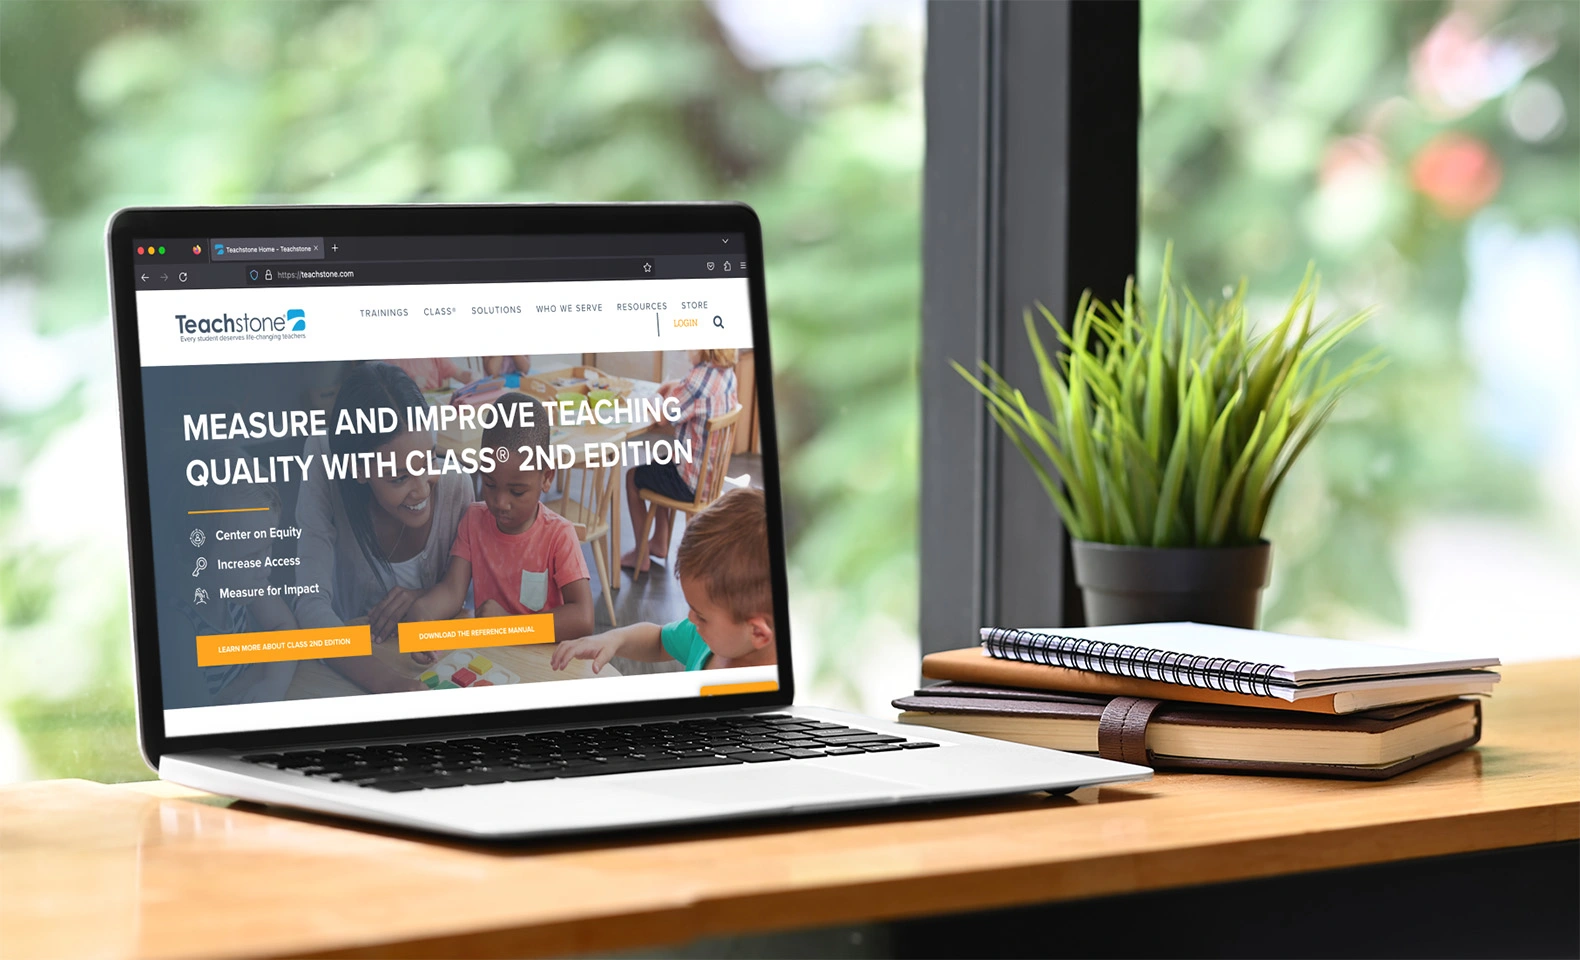 Teachstone Home - Teachstone
https://teachstone.com
Teachstone®
Every student deserves life-changing teachers
TRAININGS CLASS® SOLUTIONS WHO WE SERVE RESOURCES STORE
LOGIN
MEASURE AND IMPROVE TEACHING
QUALITY WITH CLASS® 2ND EDITION
Center on Equity
Increase Access
Measure for Impact
LEARN MORE ABOUT CLASS 2ND EDITION
DOWNLOAD THE REFERENCE MANUAL